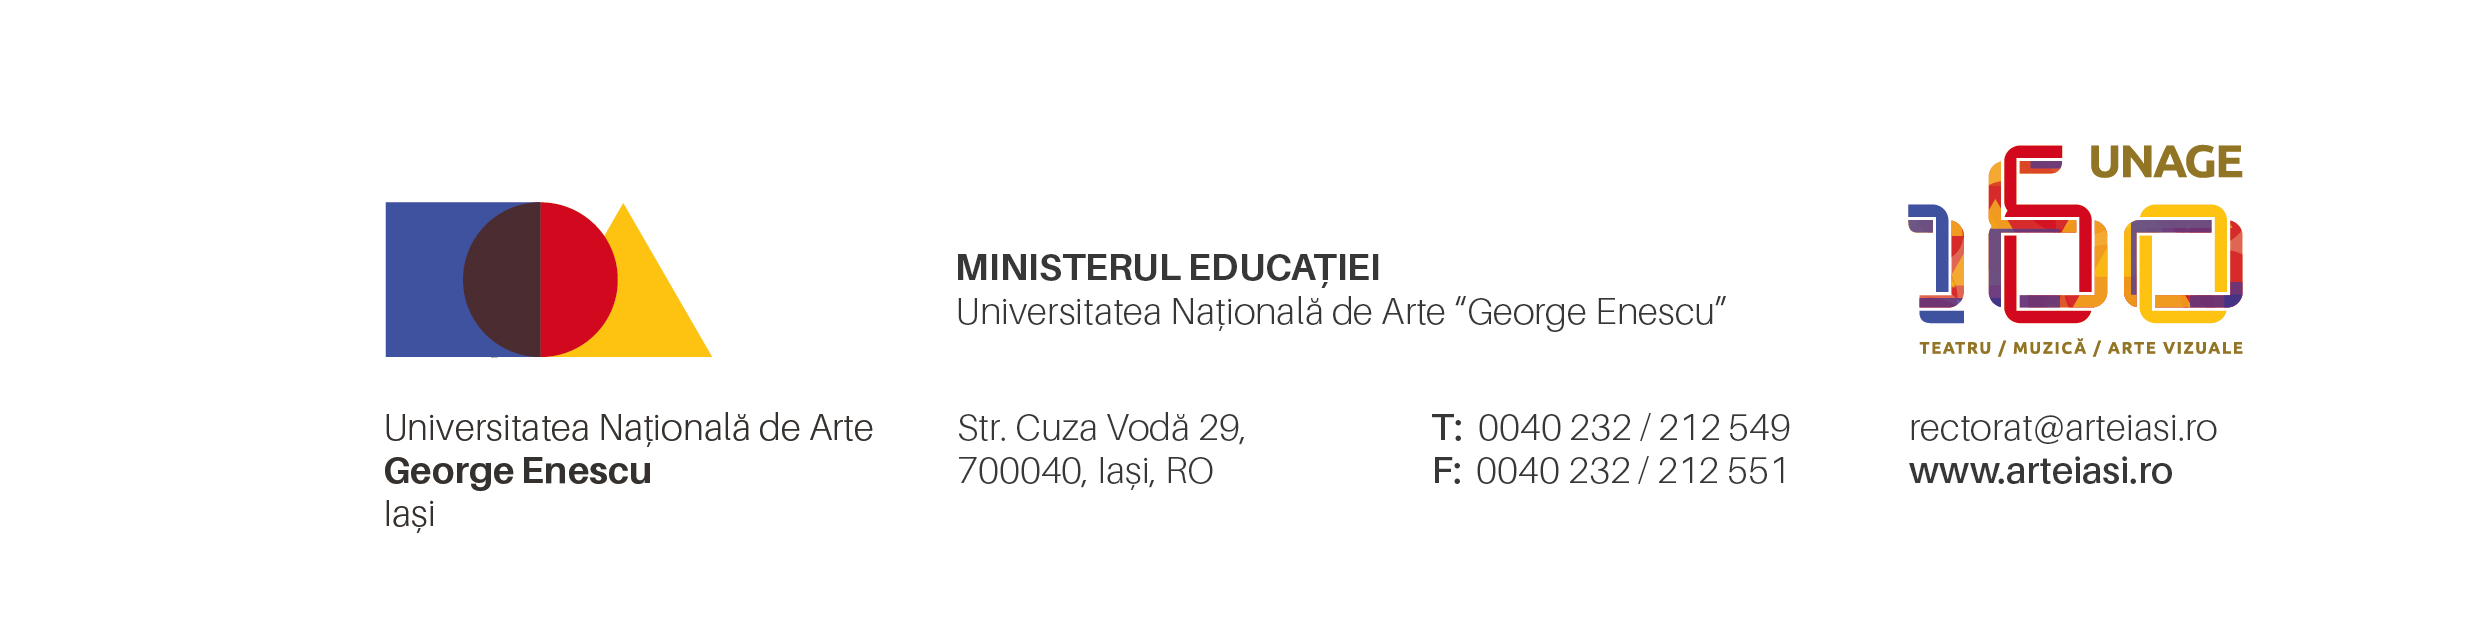 UNAGE
160
TEATRU / MUZICĂ / ARTE VIZUALE
MINISTERUL EDUCAȚIEI
Universitatea Națională de Arte “George Enescu”
Universitatea Națională de Arte
George Enescu
Iași
Str. Cuza Vodă 29,
700040, Iași, RO
T: 0040 232 / 212 549
F: 0040 232 / 212 551
rectorat@arteiasi.ro
www.arteiasi.ro